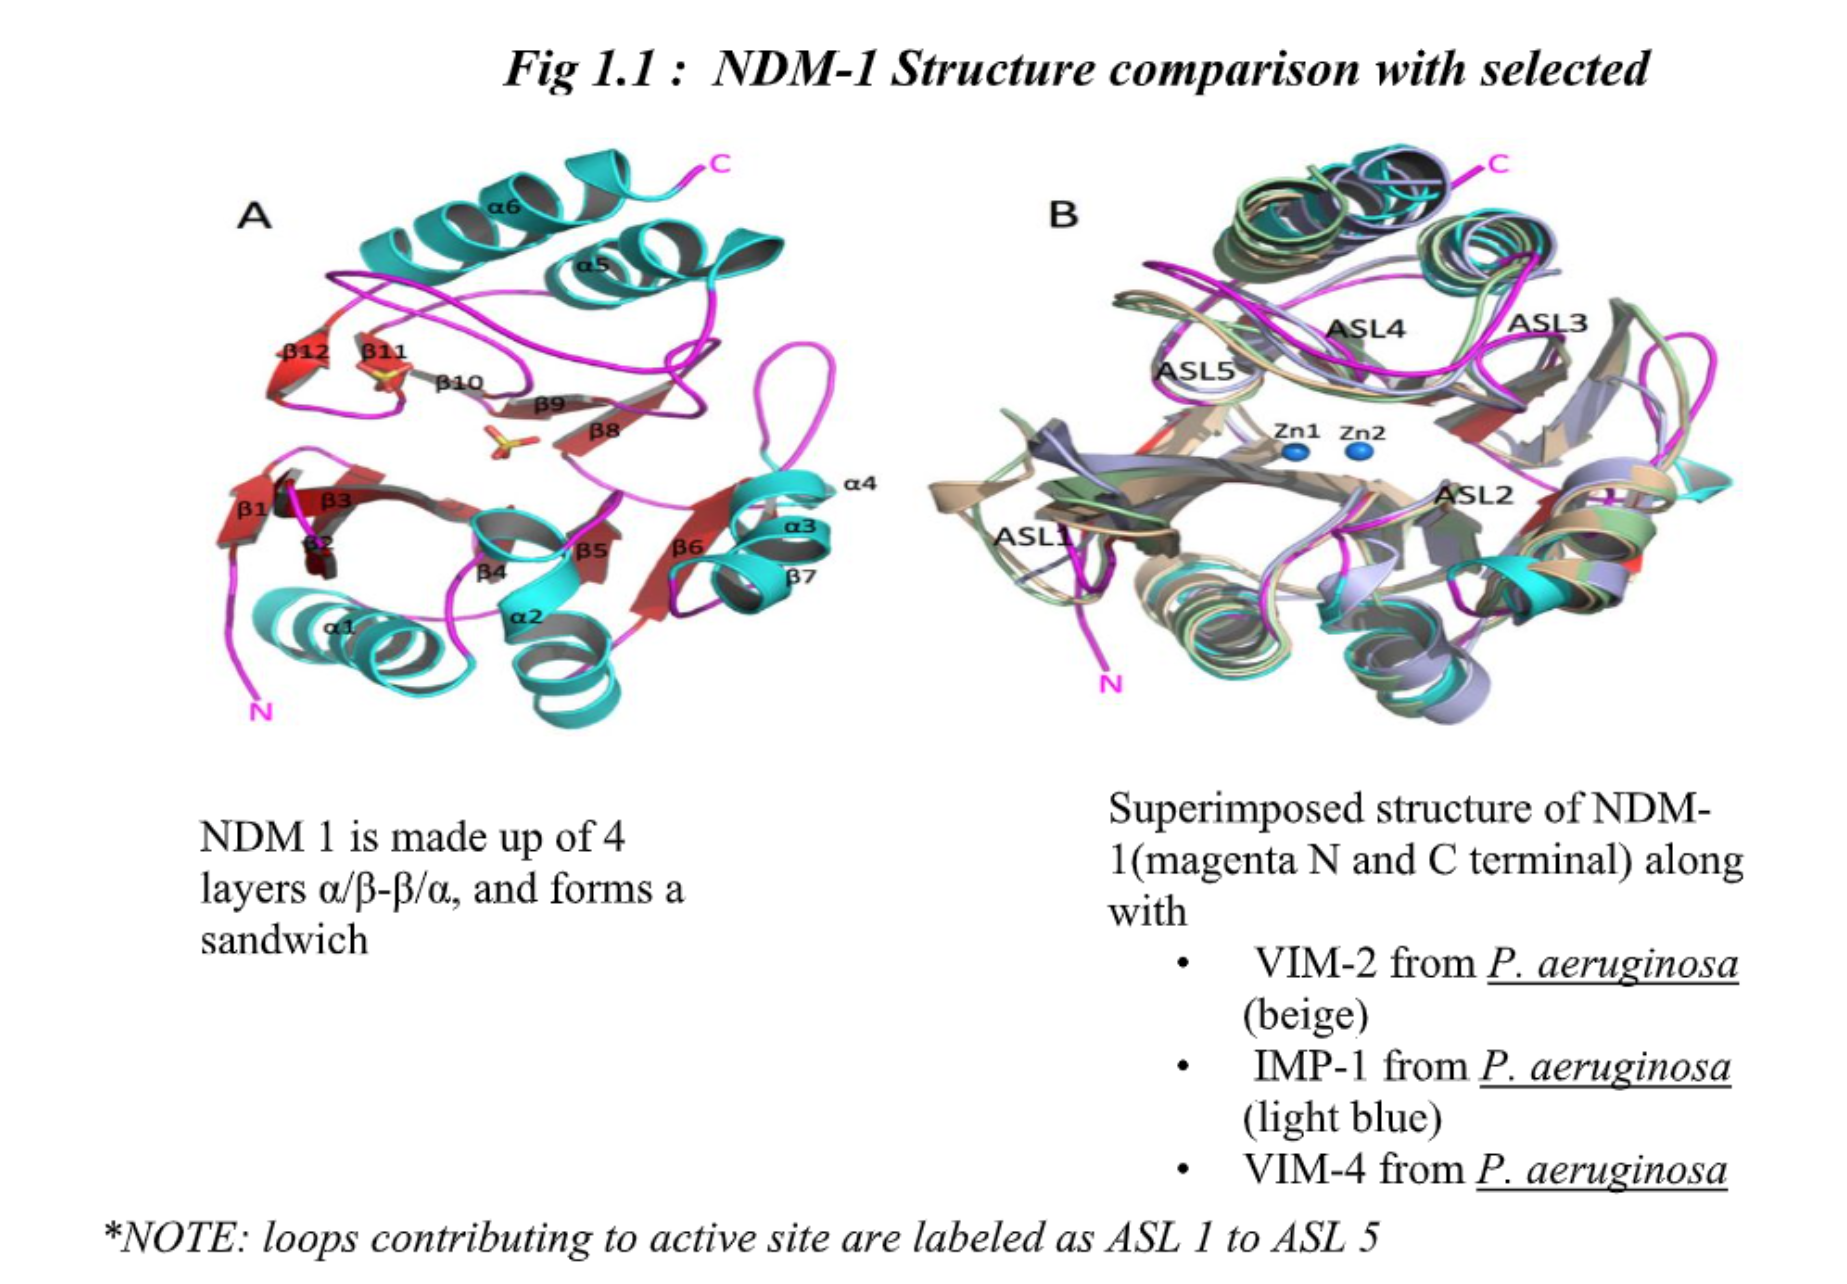 Fig 1.1 : NDM-1 Structure comparison with selected
A
C
α6
α5
β12
β11
β10
β9
β8
β1
β3
β2
β4
β5
β6
α4
α3
β7
α1
α2
N
B
C
ASL4
ASL3
ASL5
Zn1
Zn2
ASL2
ASL1
N
NDM 1 is made up of 4
layers α/β-β/α, and forms a
sandwich
Superimposed structure of NDM-
1(magenta N and C terminal) along
with
• VIM-2 from P. aeruginosa
(beige)
• IMP-1 from P. aeruginosa
(light blue)
• VIM-4 from P. aeruginosa
*NOTE: loops contributing to active site are labeled as ASL 1 to ASL 5